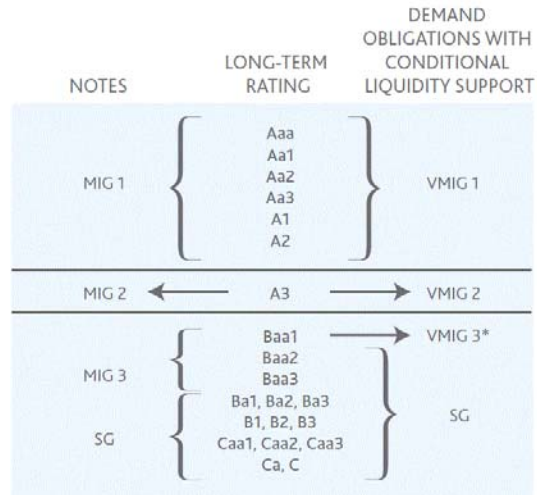 DEMAND
OBLIGATIONS WITH
LONG-TERM CONDITIONAL
NOTES RATING LIQUIDITY SUPPORT
Aaa
Aa1
MIG 1 Aa2 VMIG 1
Aa3
A1
A2
MIG 2 A3 VMIG 2
Baa1 VMIG 3*
Baa2
MIG 3 Baa3
Ba1, Ba2, Ba3
B1, B2, B3 SG
SG Caa1, Caa2, Caa3
Ca, C